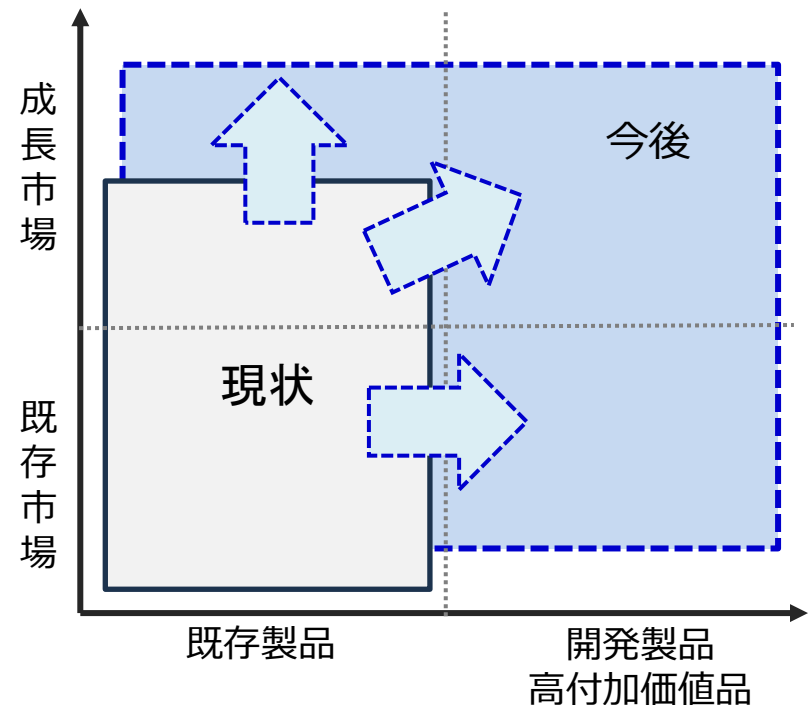 成長市場
今後
現状
既存市場
既存製品
開発製品
高付加価値品